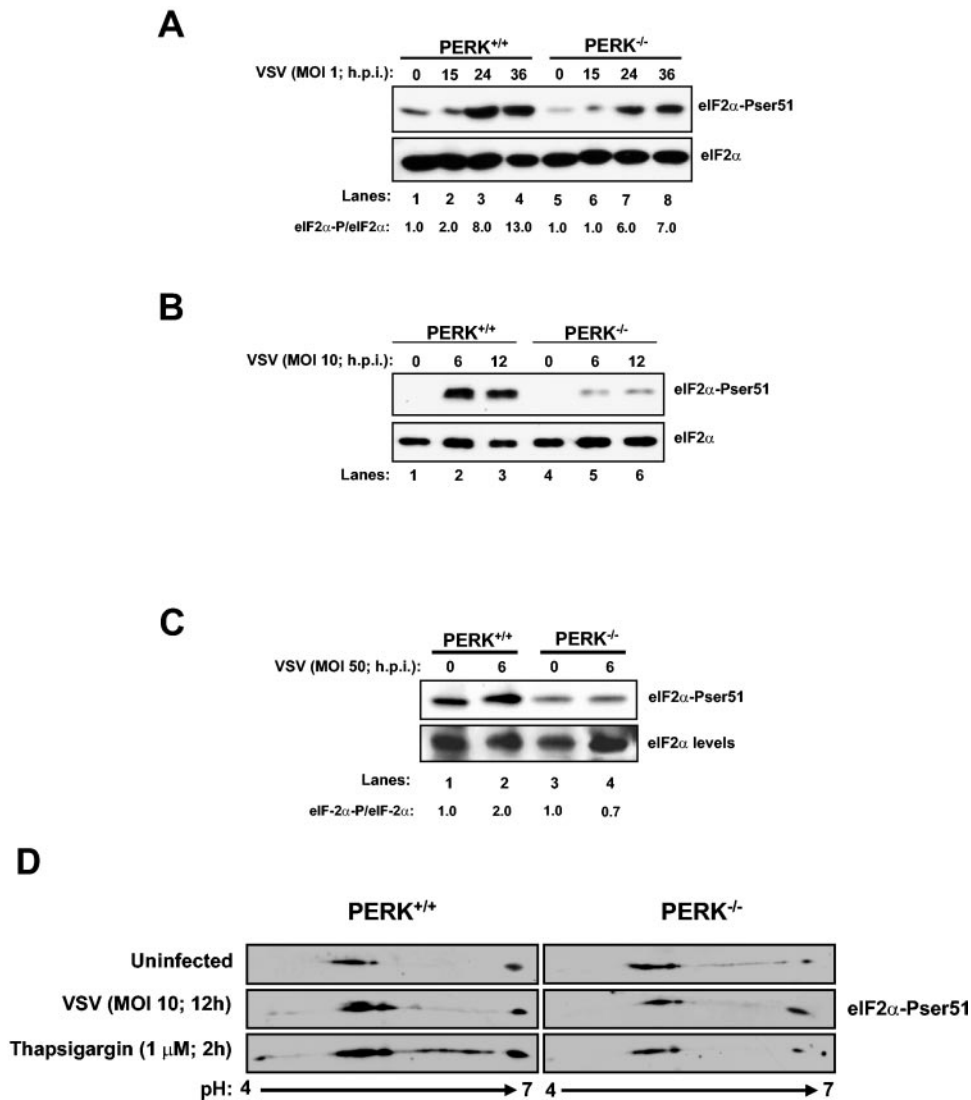 A
PERK+/+ PERK-/-
VSV (MOI 1; h.p.i.): 0 15 24 36 0 15 24 36
eIF2α-Pser51
eIF2α
Lanes: 1 2 3 4 5 6 7 8
eIF2α-P/eIF2α: 1.0 2.0 8.0 13.0 1.0 1.0 6.0 7.0
B
PERK+/+ PERK-/-
VSV (MOI 10; h.p.i.): 0 6 12 0 6 12
eIF2α-Pser51
eIF2α
Lanes: 1 2 3 4 5 6
C
PERK+/+ PERK-/-
VSV (MOI 50; h.p.i.): 0 6 0 6
eIF2α-Pser51
eIF2α levels
Lanes: 1 2 3 4
eIF-2α-P/eIF-2α: 1.0 2.0 1.0 0.7
D
PERK+/+ PERK-/-
Uninfected
VSV (MOI 10; 12h) eIF2α-Pser51
Thapsigargin (1 μM; 2h)
pH: 4 7 4 7